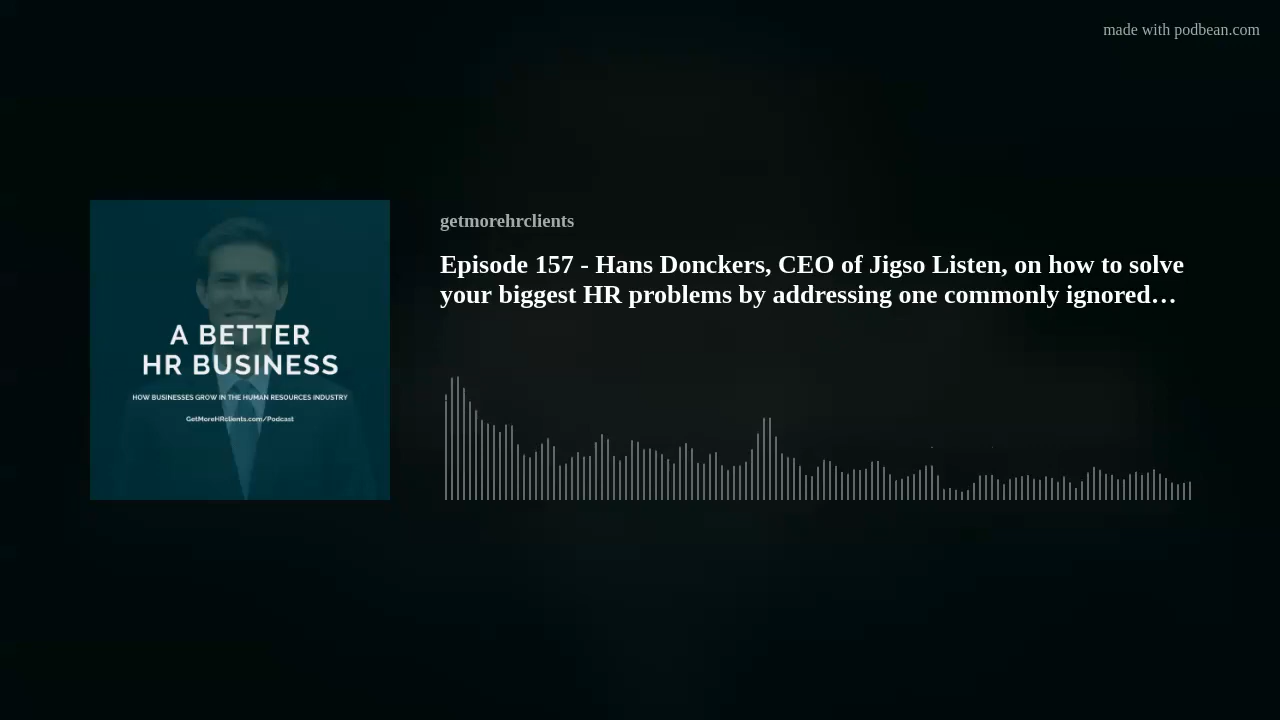 made with podbean.com
getmorehrclients
Episode 157 - Hans Donckers, CEO of Jigso Listen, on how to solve
your biggest HR problems by addressing one commonly ignored…
A BETTER
HR BUSINESS
HOW BUSINESSES GROW IN THE HUMAN RESOURCES INDUSTRY
GetMoreHRclients.com/Podcast